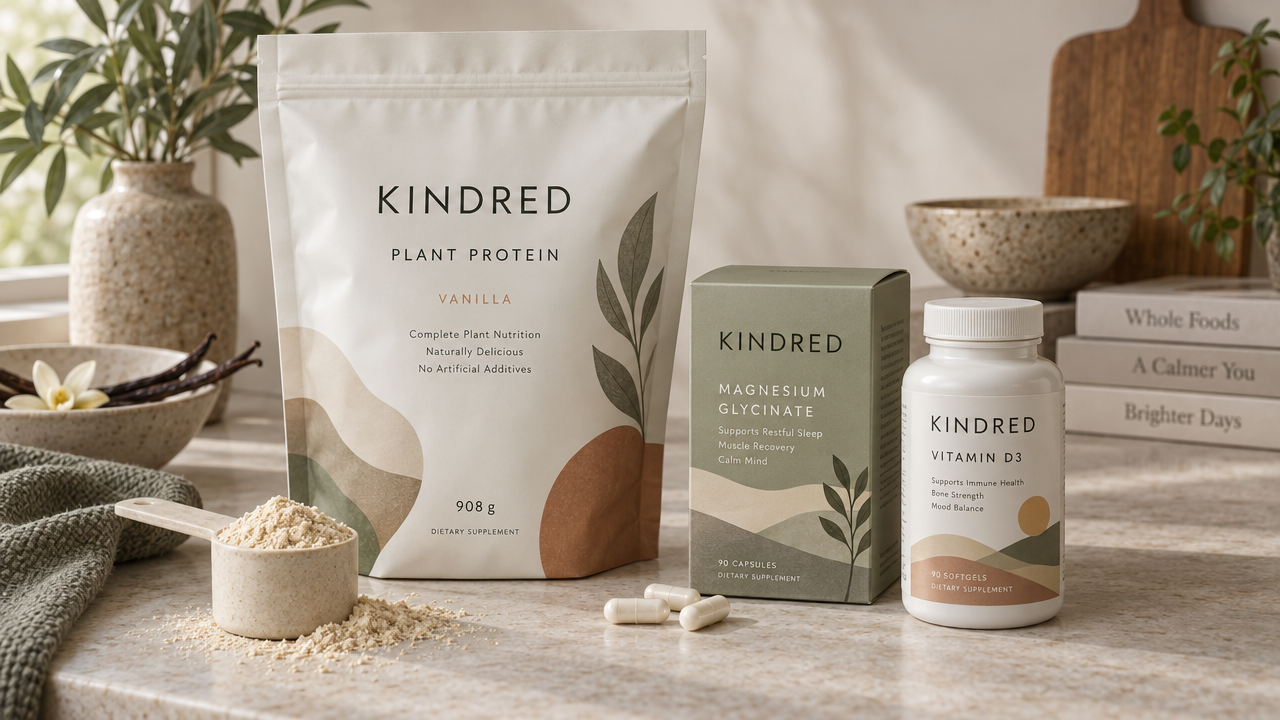 KINDRED
PLANT PROTEIN
VANILLA
Complete Plant Nutrition
Naturally Delicious
No Artificial Additives
908 g
DIETARY SUPPLEMENT
KINDRED
MAGNESIUM
GLYCINATE
Supports Restful Sleep
Muscle Recovery
Calm Mind
90 CAPSULES
DIETARY SUPPLEMENT
KINDRED
VITAMIN D3
Supports Immune Health
Bone Strength
Mood Balance
90 SOFTGELS
DIETARY SUPPLEMENT
Whole Foods
A Calmer You
Brighter Days